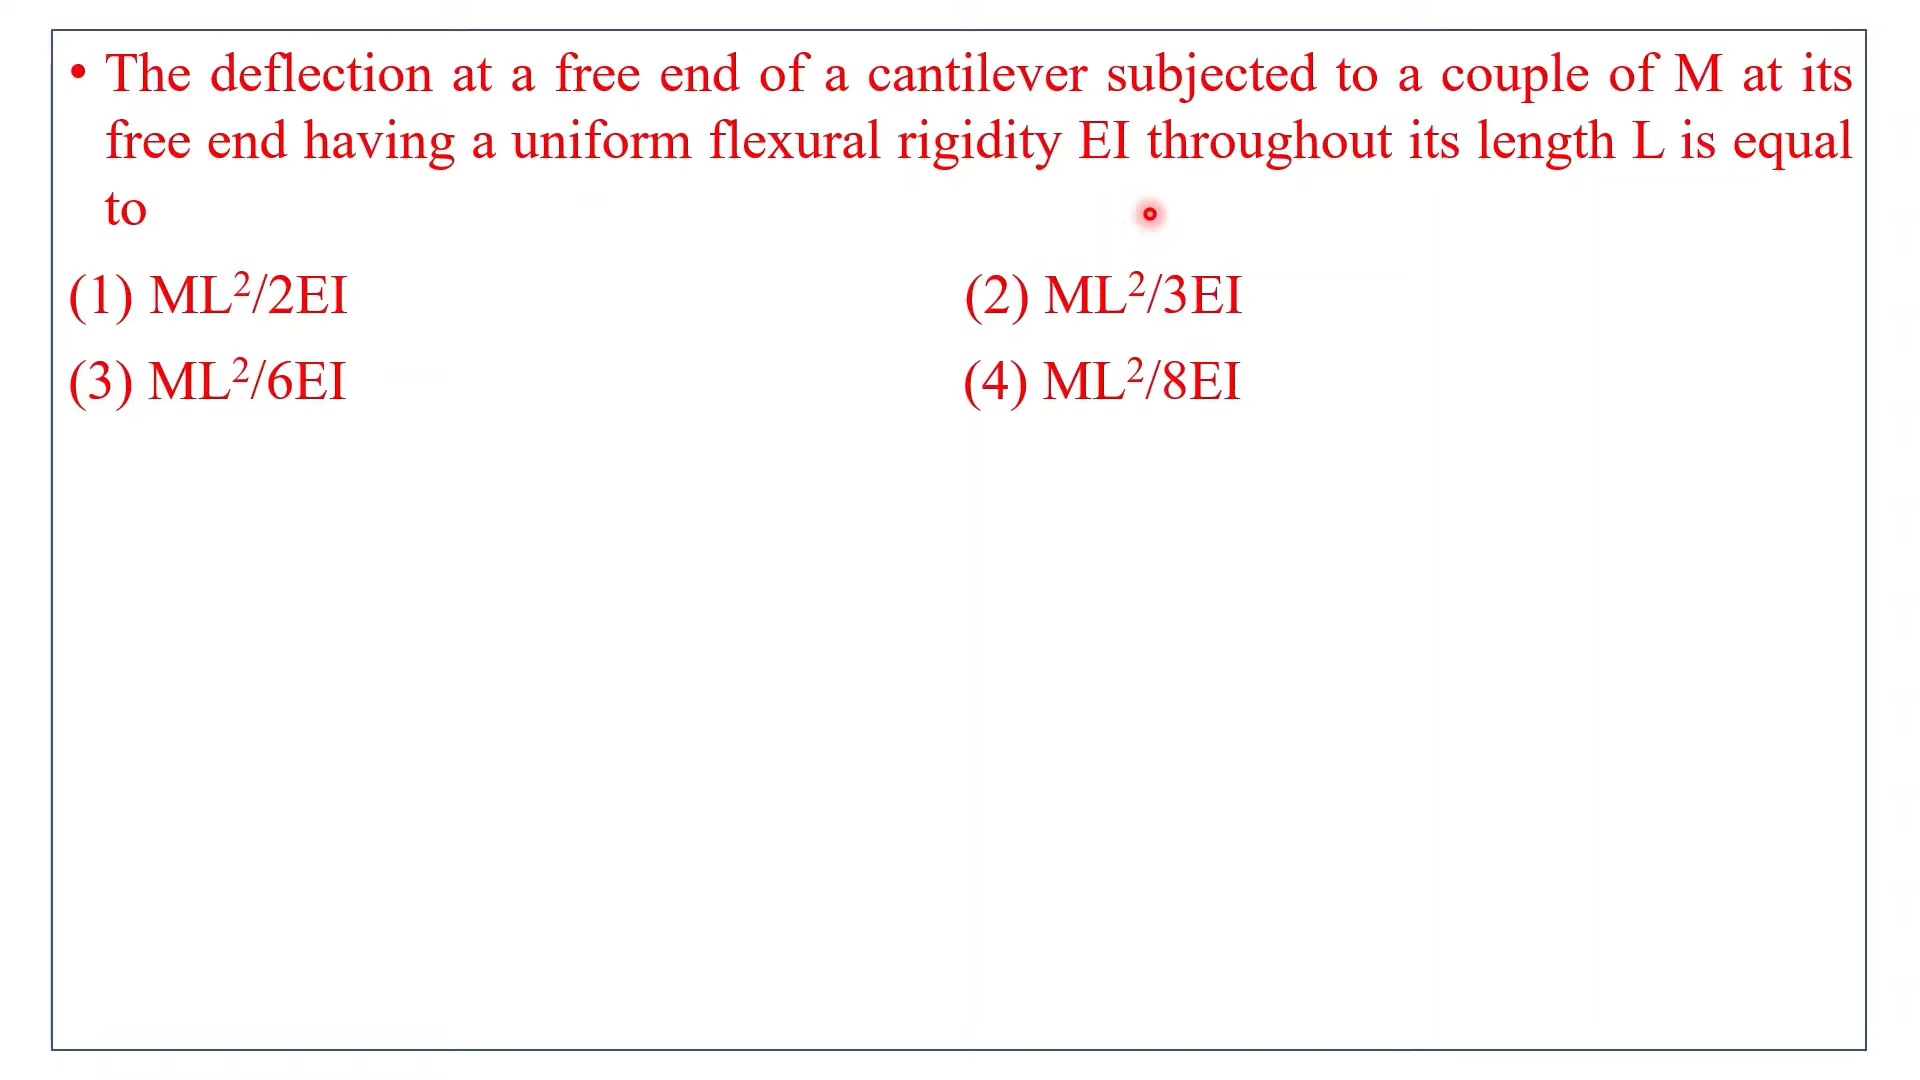 • The deflection at a free end of a cantilever subjected to a couple of M at its
free end having a uniform flexural rigidity EI throughout its length L is equal
to
(1) ML²/2EI (2) ML²/3EI
(3) ML²/6EI (4) ML²/8EI